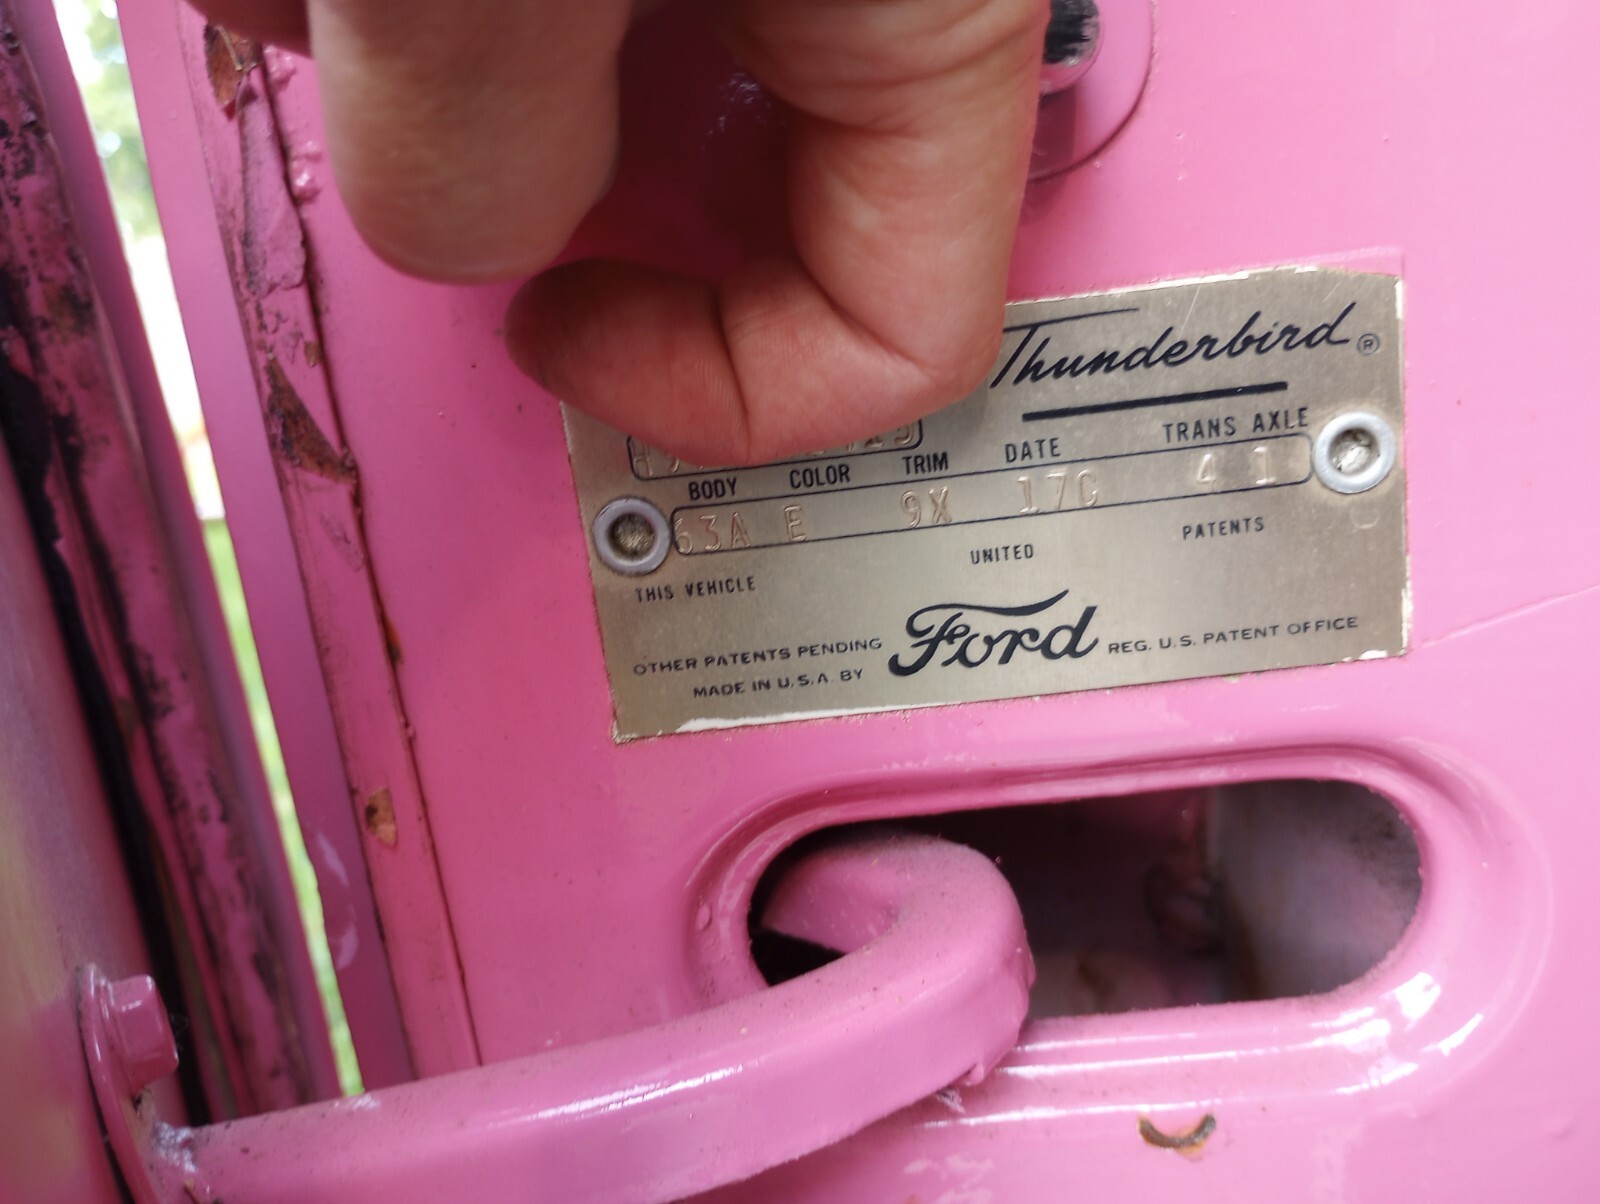 Thunderbird®
BODY COLOR TRIM DATE TRANS AXLE
63A E 9X 17C 4 1
THIS VEHICLE UNITED PATENTS
OTHER PATENTS PENDING Ford REG. U.S. PATENT OFFICE
MADE IN U.S.A. BY